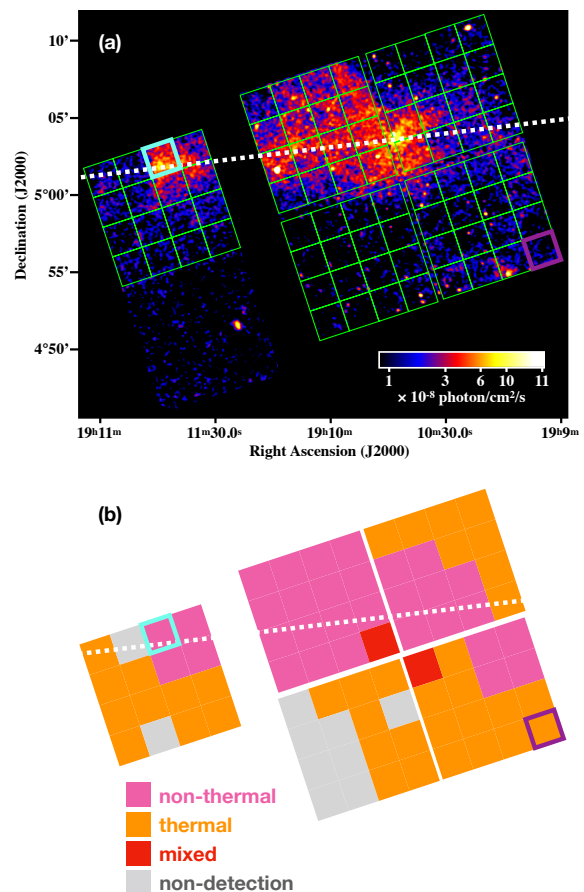 (a)
10’
05’
5°00’
55’
4°50’
Declination (J2000)
1 3 6 10 11
× 10⁻⁸ photon/cm²/s
19ʰ11ᵐ 11ᵐ30.0ˢ 19ʰ10ᵐ 10ᵐ30.0ˢ 19ʰ9ᵐ
Right Ascension (J2000)
(b)
non-thermal
thermal
mixed
non-detection